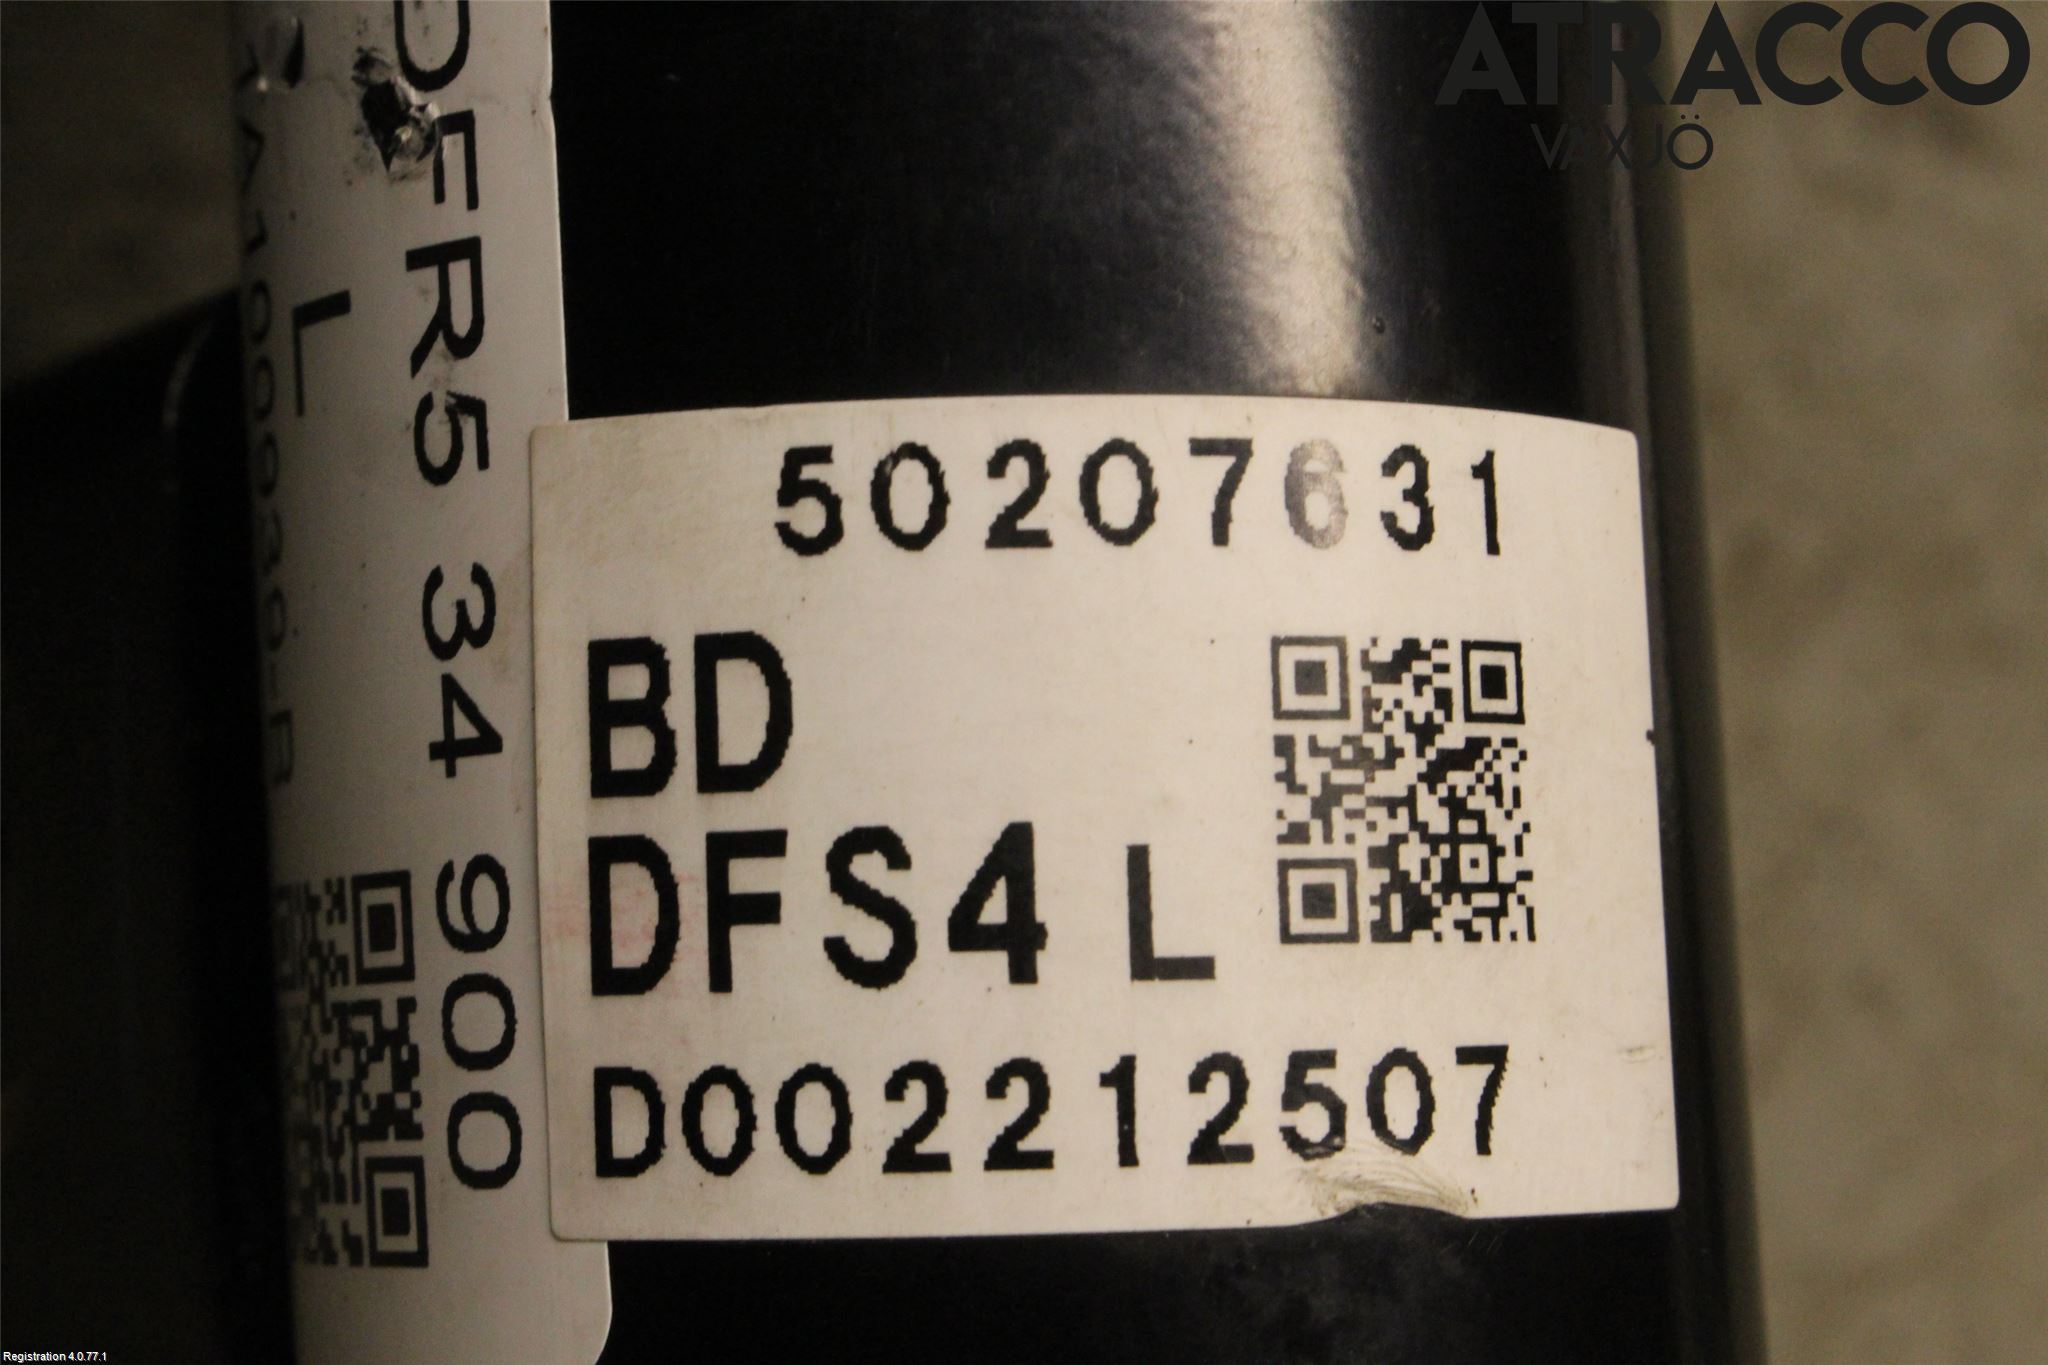 ATRACCO
VÄXJÖ
50207631
BD
DFS4 L
D002212507
DFR5 34 900
L
Registration 4.0.77.1